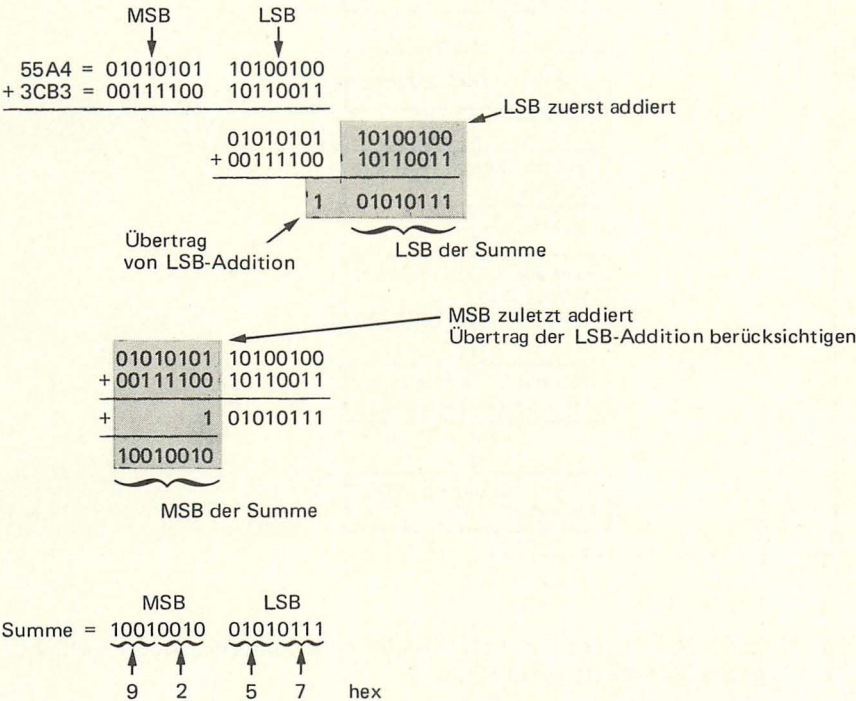 MSB LSB
55A4 = 01010101 10100100
+ 3CB3 = 00111100 10110011
LSB zuerst addiert
01010101 10100100
+ 00111100 10110011
1 01010111
Übertrag
von LSB-Addition
LSB der Summe
MSB zuletzt addiert
Übertrag der LSB-Addition berücksichtigen
01010101 10100100
+ 00111100 10110011
+ 1 01010111
10010010
MSB der Summe
MSB LSB
Summe = 10010010 01010111
9 2 5 7 hex